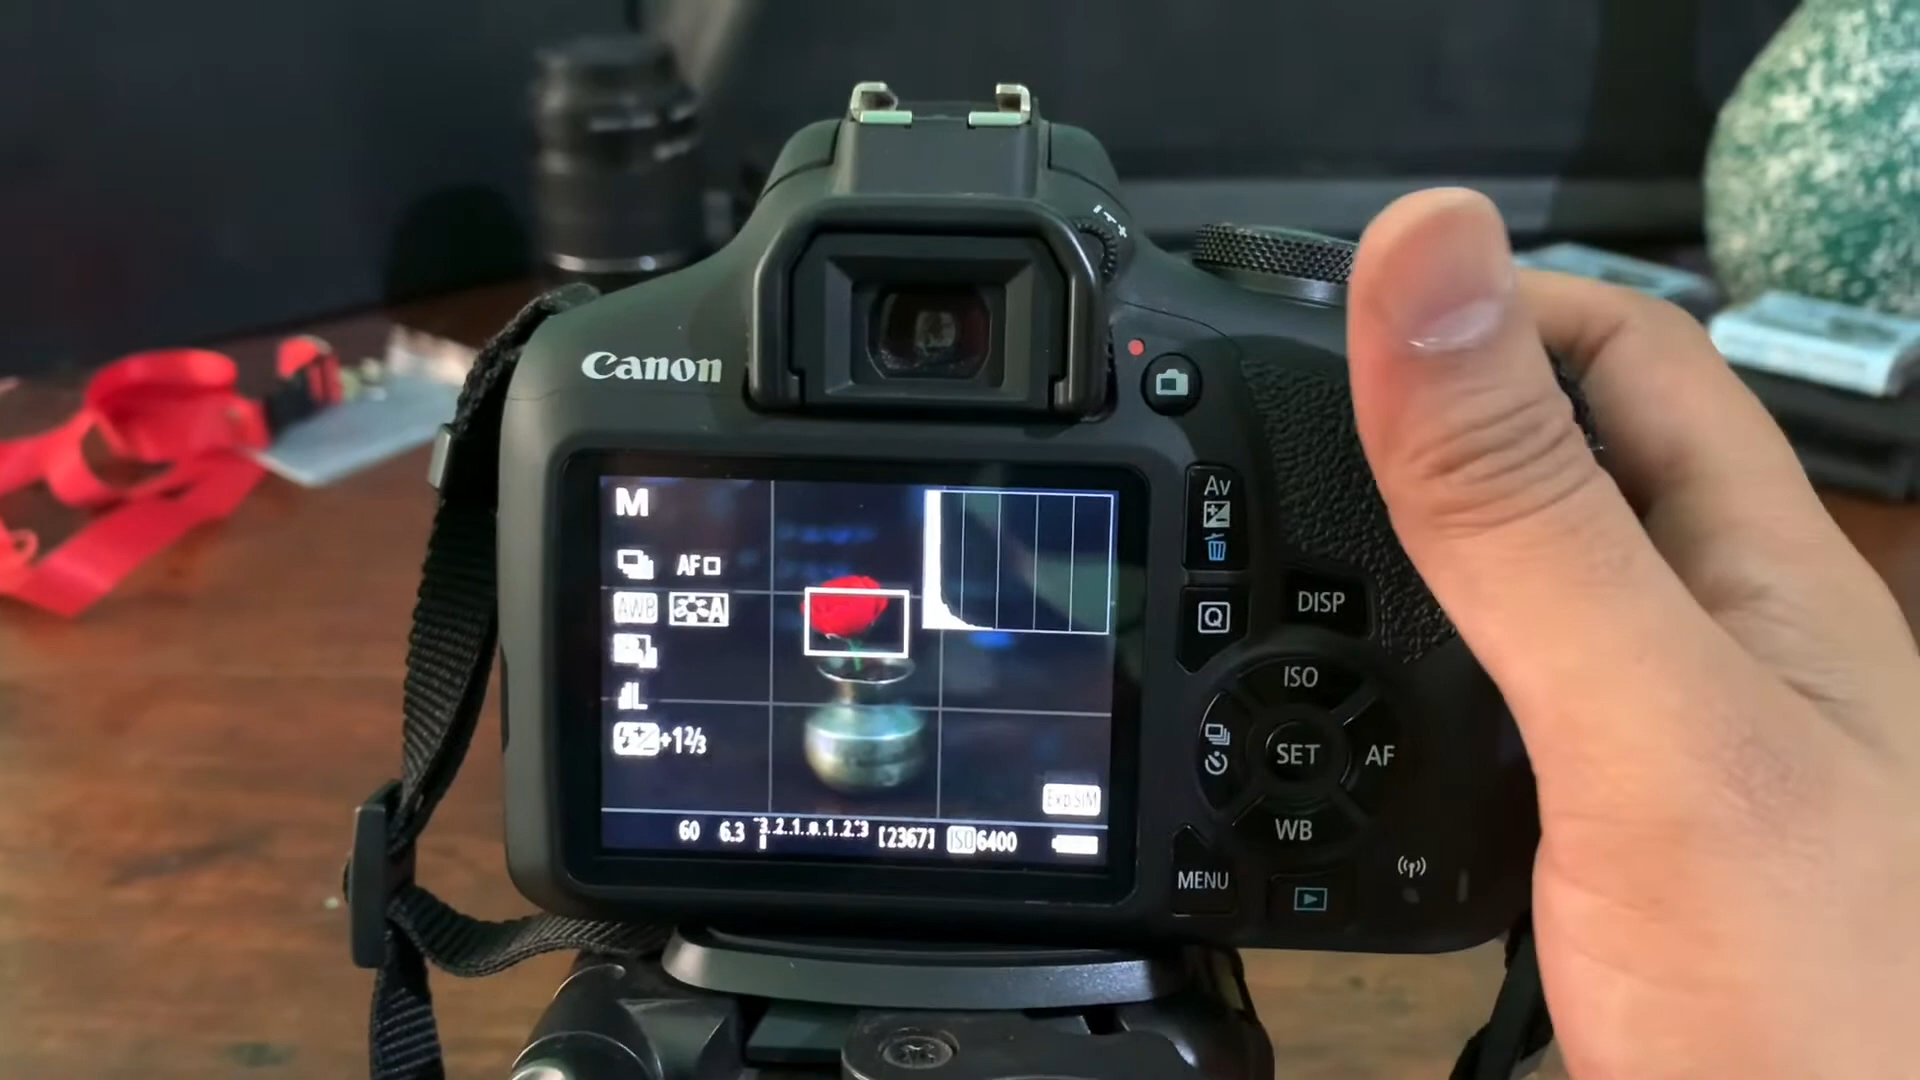 Canon
M
AF
AWB
A
L
+1⅔
Exp.SIM
60 6.3 -3..2..1..0..1..2.+3 [2367] ISO 6400
Av
Q
DISP
ISO
SET
AF
WB
MENU